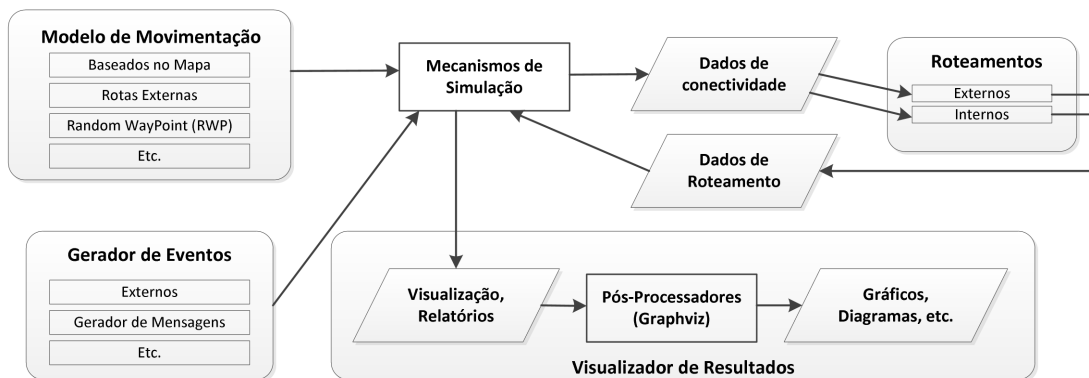 Modelo de Movimentação
Baseados no Mapa
Rotas Externas
Random WayPoint (RWP)
Etc.
Mecanismos de
Simulação
Dados de
conectividade
Roteamentos
Externos
Internos
Dados de
Roteamento
Gerador de Eventos
Externos
Gerador de Mensagens
Etc.
Visualização,
Relatórios
Pós-Processadores
(Graphviz)
Gráficos,
Diagramas, etc.
Visualizador de Resultados